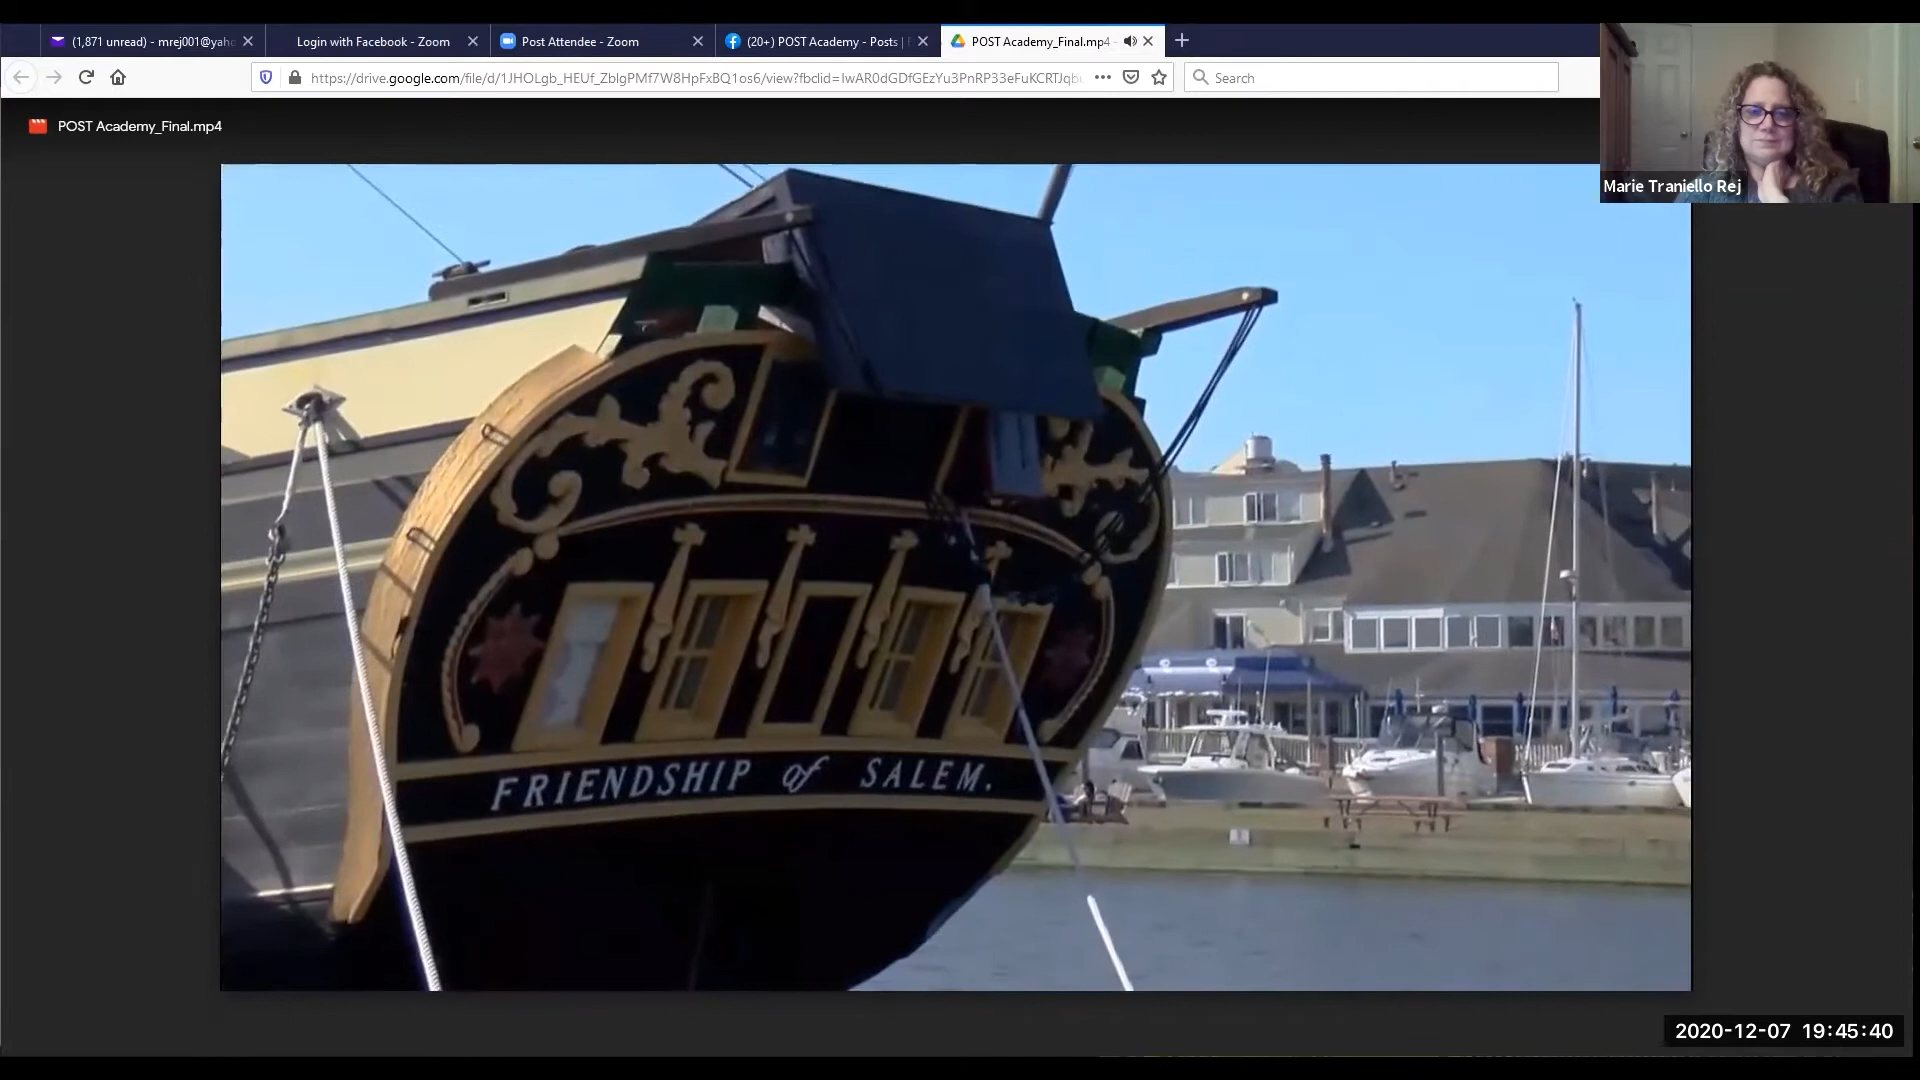 (1,871 unread) - mrej001@yaho
Login with Facebook - Zoom
Post Attendee - Zoom
(20+) POST Academy - Posts |
POST Academy_Final.mp4 -
https://drive.google.com/file/d/1JHOLgb_HEUf_ZblgPMf7W8HpFxBQ1os6/view?fbclid=IwAR0dGDfGEzYu3PnRP33eFuKCRTJqb
Search
POST Academy_Final.mp4
Marie Traniello Rej
FRIENDSHIP of SALEM.
2020-12-07 19:45:40